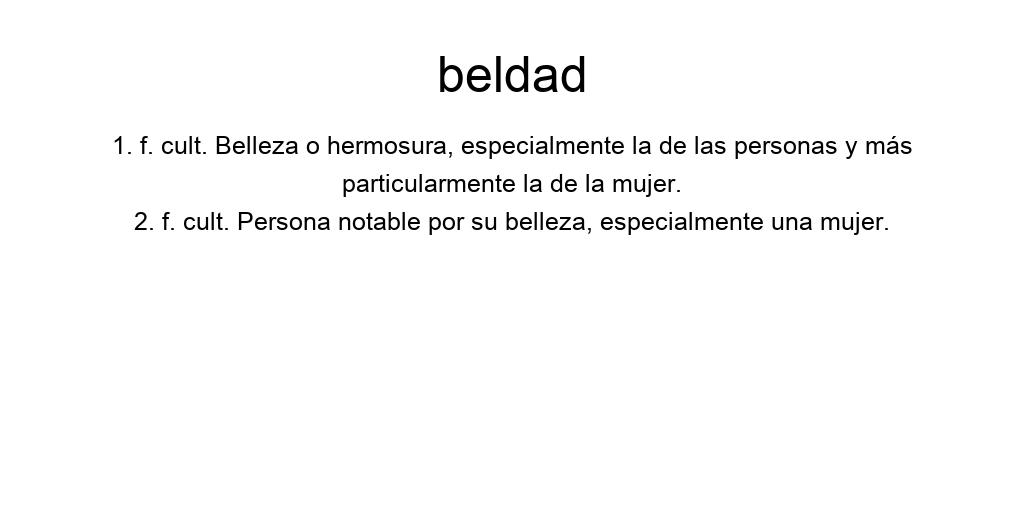 beldad
1. f. cult. Belleza o hermosura, especialmente la de las personas y más
particularmente la de la mujer.
2. f. cult. Persona notable por su belleza, especialmente una mujer.